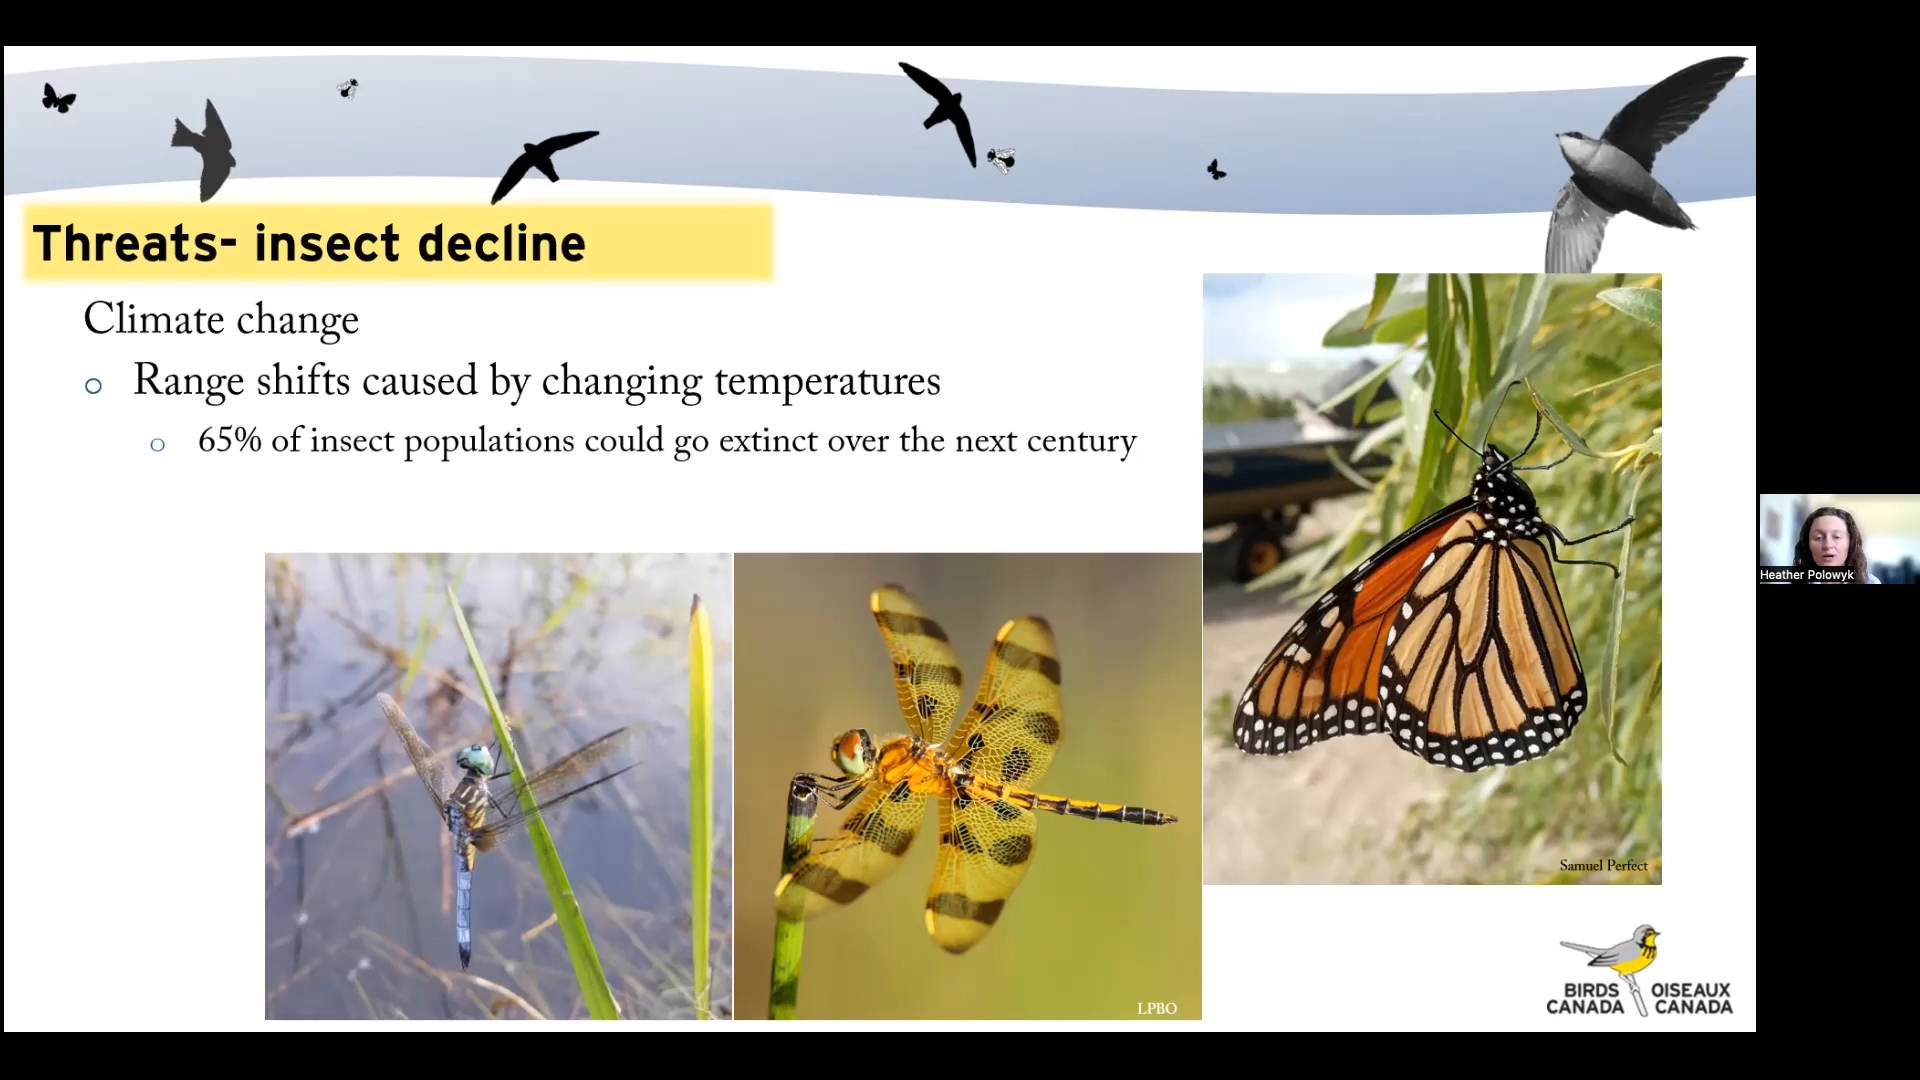 Threats- insect decline
Climate change
Range shifts caused by changing temperatures
65% of insect populations could go extinct over the next century
Samuel Perfect
LPBO
BIRDS CANADA
OISEAUX CANADA
Heather Polowyk